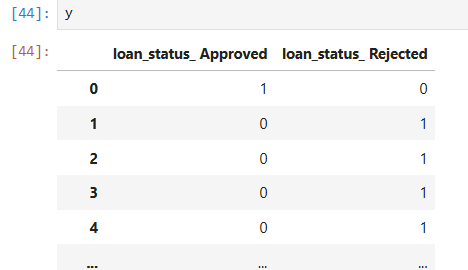 [44]: y
[44]:
loan_status_ Approved loan_status_ Rejected
0 1 0
1 0 1
2 0 1
3 0 1
4 0 1
... ... ...